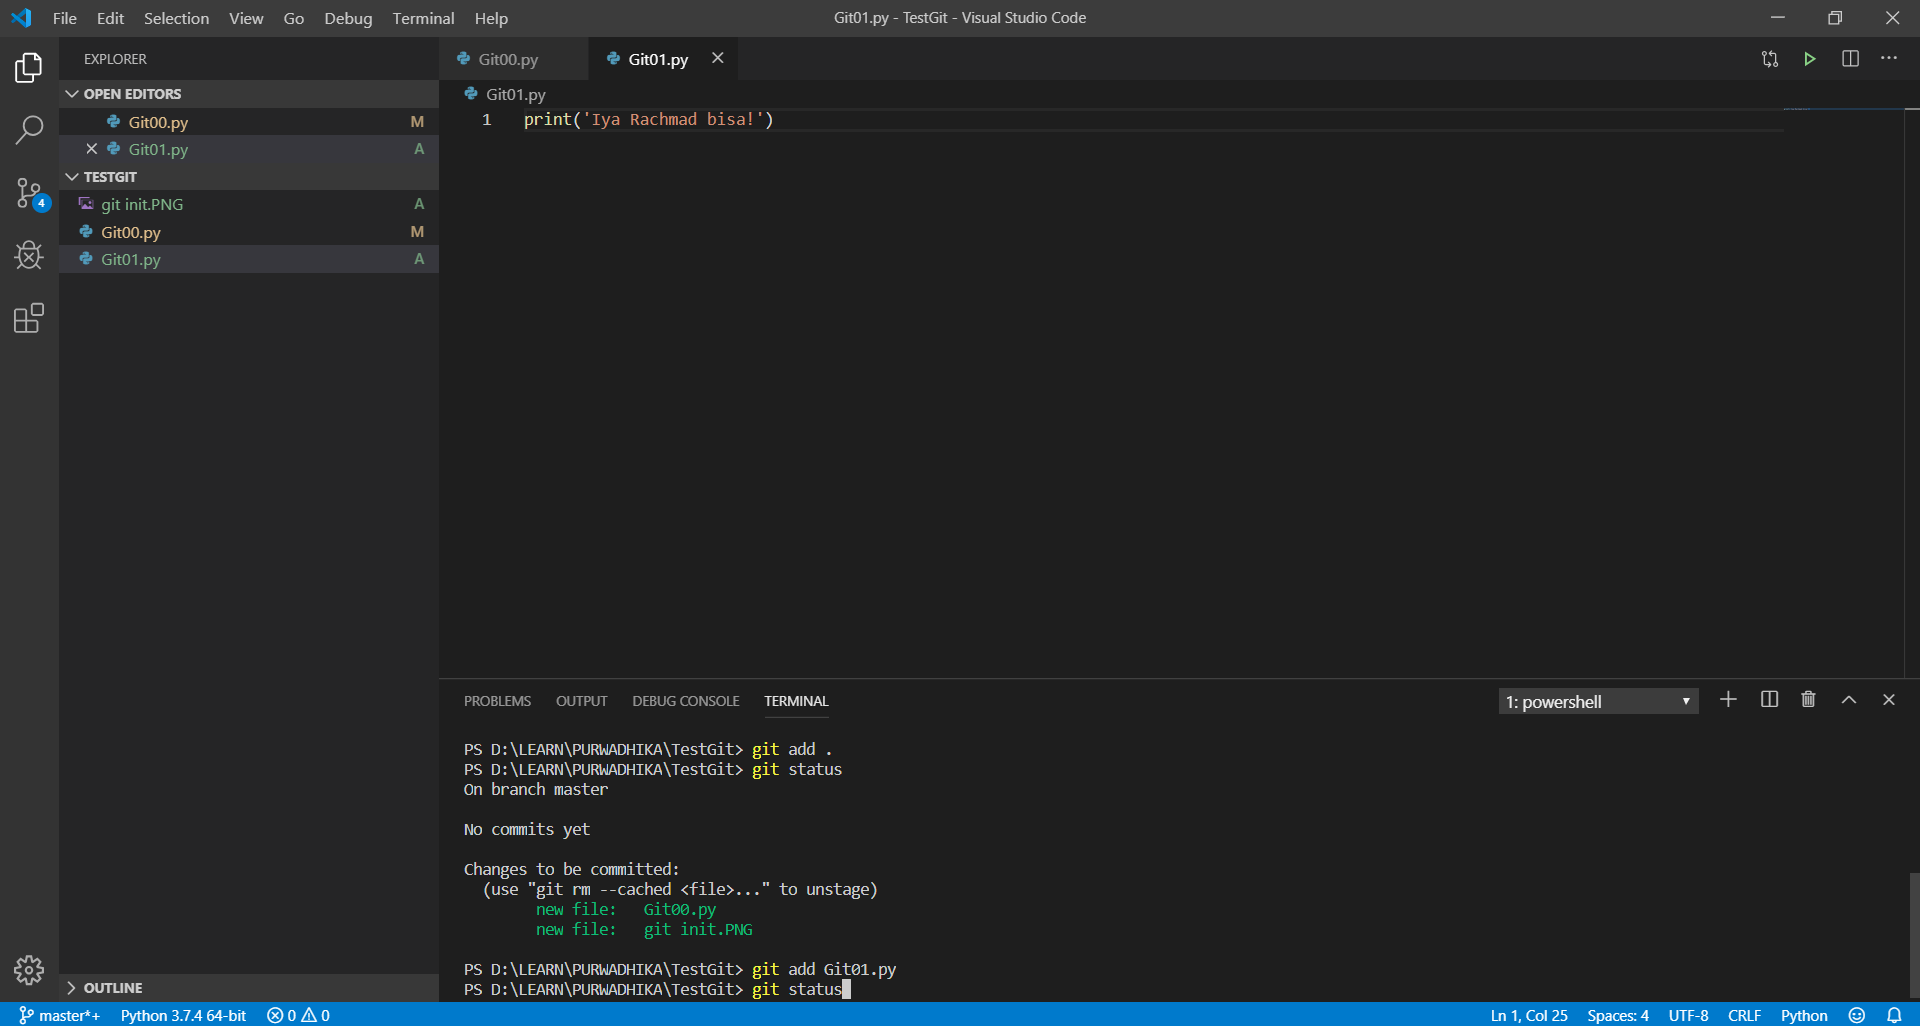 File Edit Selection View Go Debug Terminal Help
Git01.py - TestGit - Visual Studio Code
EXPLORER
OPEN EDITORS
Git00.py M
Git01.py A
TESTGIT
git init.PNG A
Git00.py M
Git01.py A
OUTLINE
4
Git00.py Git01.py
Git01.py
1 print('Iya Rachmad bisa!')
PROBLEMS OUTPUT DEBUG CONSOLE TERMINAL
1: powershell
PS D:\LEARN\PURWADHIKA\TestGit> git add .
PS D:\LEARN\PURWADHIKA\TestGit> git status
On branch master
No commits yet
Changes to be committed:
(use "git rm --cached <file>..." to unstage)
new file: Git00.py
new file: git init.PNG
PS D:\LEARN\PURWADHIKA\TestGit> git add Git01.py
PS D:\LEARN\PURWADHIKA\TestGit> git status
master*+ Python 3.7.4 64-bit 0 0
Ln 1, Col 25 Spaces: 4 UTF-8 CRLF Python